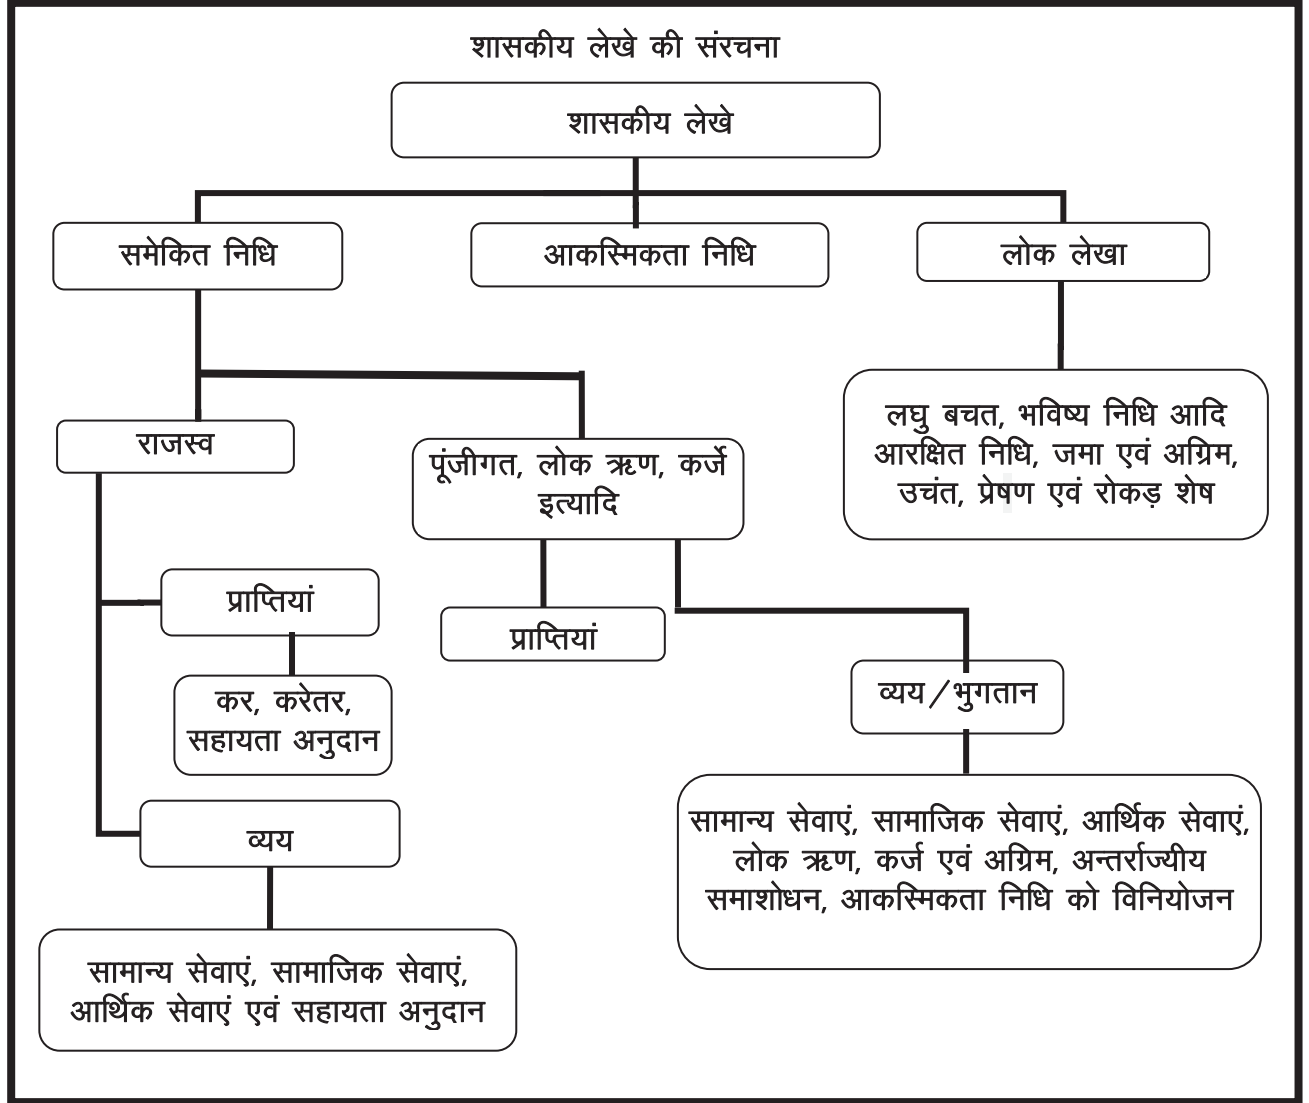 शासकीय लेखे की संरचना
शासकीय लेखे
समेकित निधि
आकस्मिकता निधि
लोक लेखा
लघु बचत, भविष्य निधि आदि
आरक्षित निधि, जमा एवं अग्रिम,
उचंत, प्रेषण एवं रोकड़ शेष
राजस्व
पूंजीगत, लोक ऋण, कर्जे
इत्यादि
प्राप्तियां
प्राप्तियां
कर, करेतर,
सहायता अनुदान
व्यय/भुगतान
व्यय
सामान्य सेवाएं, सामाजिक सेवाएं, आर्थिक सेवाएं,
लोक ऋण, कर्ज एवं अग्रिम, अन्तर्राज्यीय
समाशोधन, आकस्मिकता निधि को विनियोजन
सामान्य सेवाएं, सामाजिक सेवाएं,
आर्थिक सेवाएं एवं सहायता अनुदान